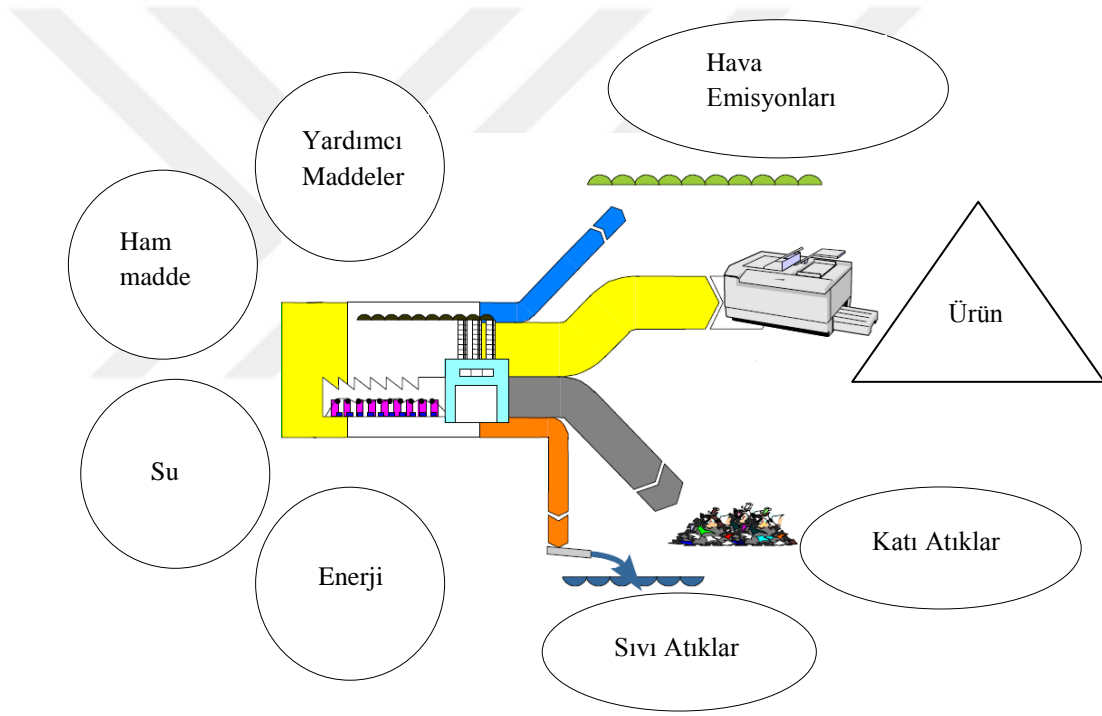 Hava
Emisyonları
Yardımcı
Maddeler
Ham
madde
Ürün
Su
Enerji
Katı Atıklar
Sıvı Atıklar